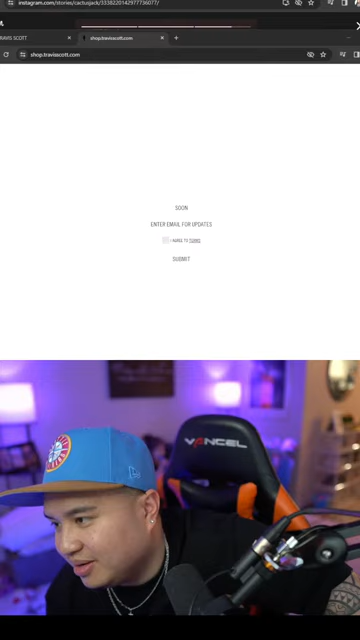 instagram.com/stories/cactusjack/3338220142977736077/
TRAVIS SCOTT
shop.travisscott.com
shop.travisscott.com
SOON
ENTER EMAIL FOR UPDATES
I AGREE TO TERMS
SUBMIT
VANCEL